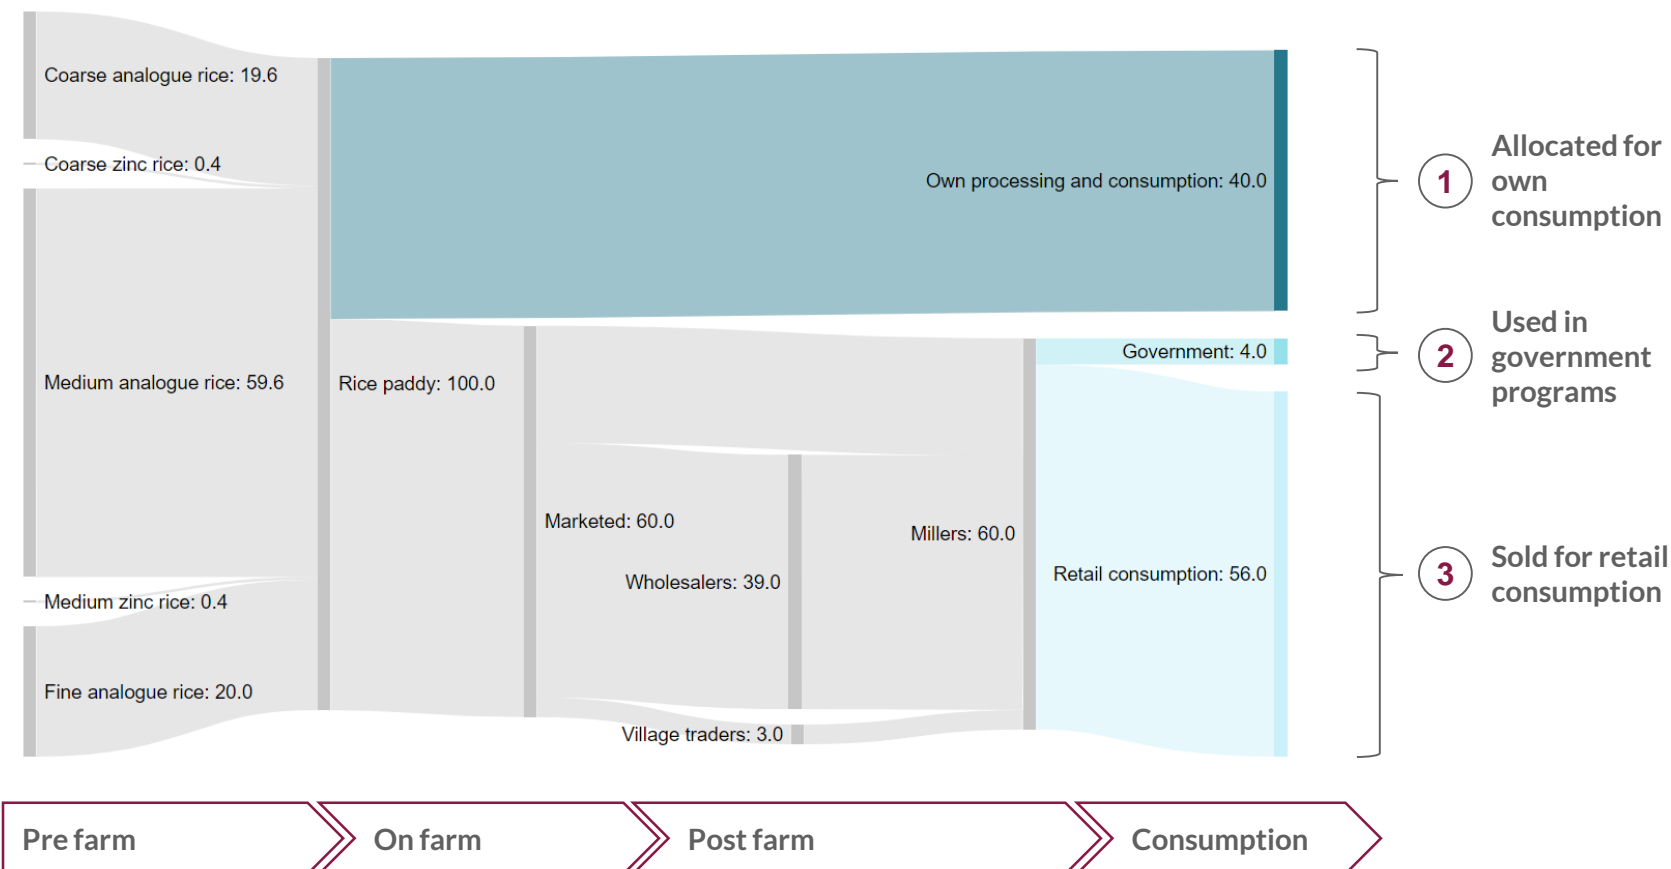 Coarse analogue rice: 19.6
Coarse zinc rice: 0.4
Medium analogue rice: 59.6
Medium zinc rice: 0.4
Fine analogue rice: 20.0
Rice paddy: 100.0
Marketed: 60.0
Wholesalers: 39.0
Village traders: 3.0
Millers: 60.0
Own processing and consumption: 40.0
Government: 4.0
Retail consumption: 56.0
1
Allocated for
own
consumption
2
Used in
government
programs
3
Sold for retail
consumption
Pre farm
On farm
Post farm
Consumption